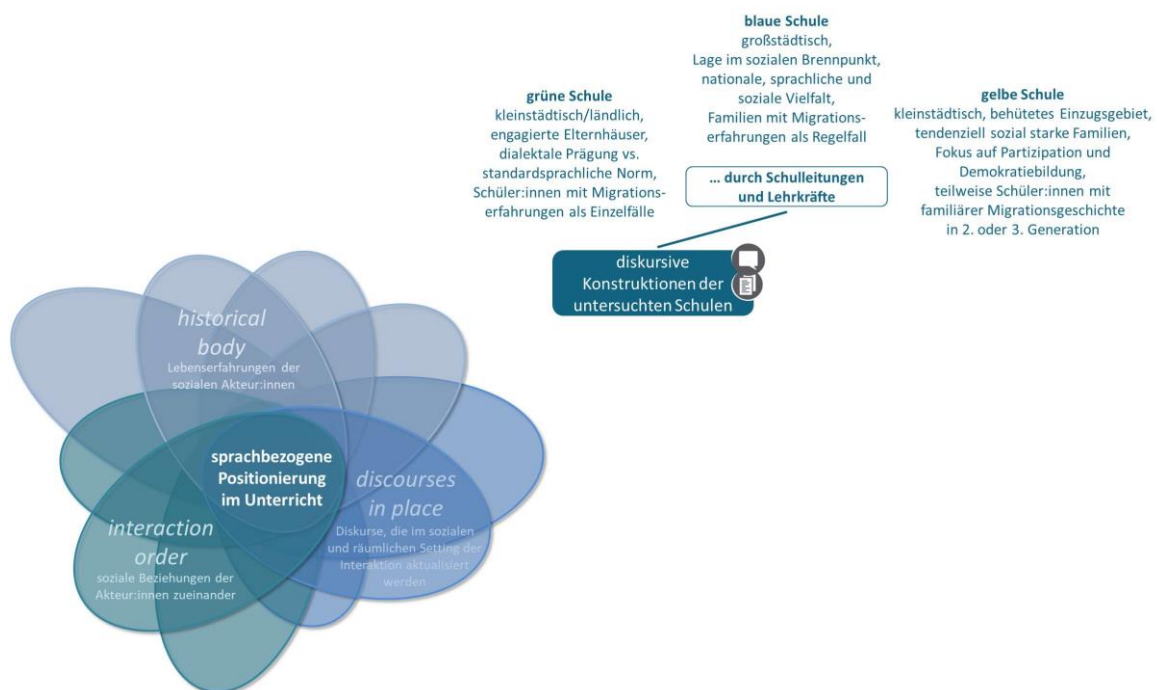 blaue Schule
großstädtisch,
Lage im sozialen Brennpunkt,
nationale, sprachliche und
soziale Vielfalt,
Familien mit Migrations-
erfahrungen als Regelfall
grüne Schule
kleinstädtisch/ländlich,
engagierte Elternhäuser,
dialektale Prägung vs.
standardsprachliche Norm,
Schüler:innen mit Migrations-
erfahrungen als Einzelfälle
gelbe Schule
kleinstädtisch, behütetes Einzugsgebiet,
tendenziell sozial starke Familien,
Fokus auf Partizipation und
Demokratiebildung,
teilweise Schüler:innen mit
familiärer Migrationsgeschichte
in 2. oder 3. Generation
... durch Schulleitungen
und Lehrkräfte
diskursive
Konstruktionen der
untersuchten Schulen
historical
body
Lebenserfahrungen der
sozialen Akteur:innen
sprachbezogene
Positionierung
im Unterricht
discourses
in place
Diskurse, die im sozialen
und räumlichen Setting der
Interaktion aktualisiert
werden
interaction
order
soziale Beziehungen der
Akteur:innen zueinander